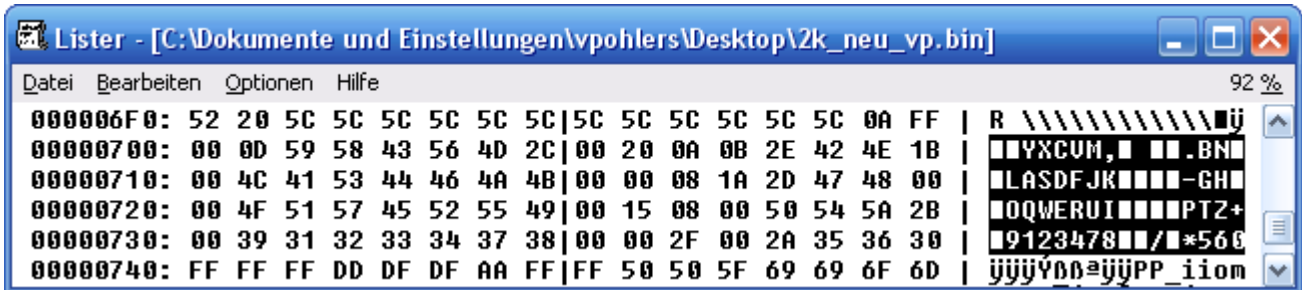 Lister - [C:\Dokumente und Einstellungen\vpohlers\Desktop\2k_neu_vp.bin]
Datei Bearbeiten Optionen Hilfe 92 %
000006F0: 52 20 5C 5C 5C 5C 5C 5C|5C 5C 5C 5C 5C 5C 0A FF | R \\\\\\\\\\\\■ÿ
00000700: 00 0D 59 58 43 56 4D 2C|00 20 0A 0B 2E 42 4E 1B | ■■YXCVM,■ ■■.BN■
00000710: 00 4C 41 53 44 46 4A 4B|00 00 08 1A 2D 47 48 00 | ■LASDFJK■■■■-GH■
00000720: 00 4F 51 57 45 52 55 49|00 15 08 00 50 54 5A 2B | ■OQWERUI■■■■PTZ+
00000730: 00 39 31 32 33 34 37 38|00 00 2F 00 2A 35 36 30 | ■9123478■■/■*560
00000740: FF FF FF DD DF DF AA FF|FF 50 50 5F 69 69 6F 6D | ÿÿÿÝßßªÿÿPP_iiom